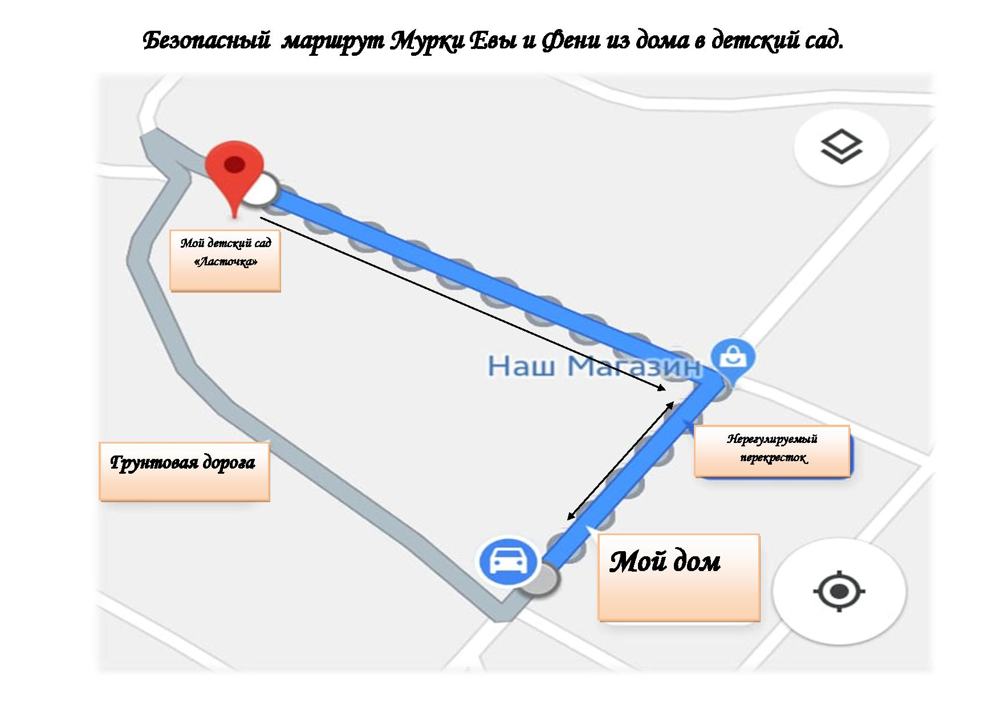 Безопасный маршрут Мурки Евы и Фени из дома в детский сад.
Мой детский сад
«Ласточка»
Наш Магазин
Нерегулируемый
перекресток
Грунтовая дорога
Мой дом